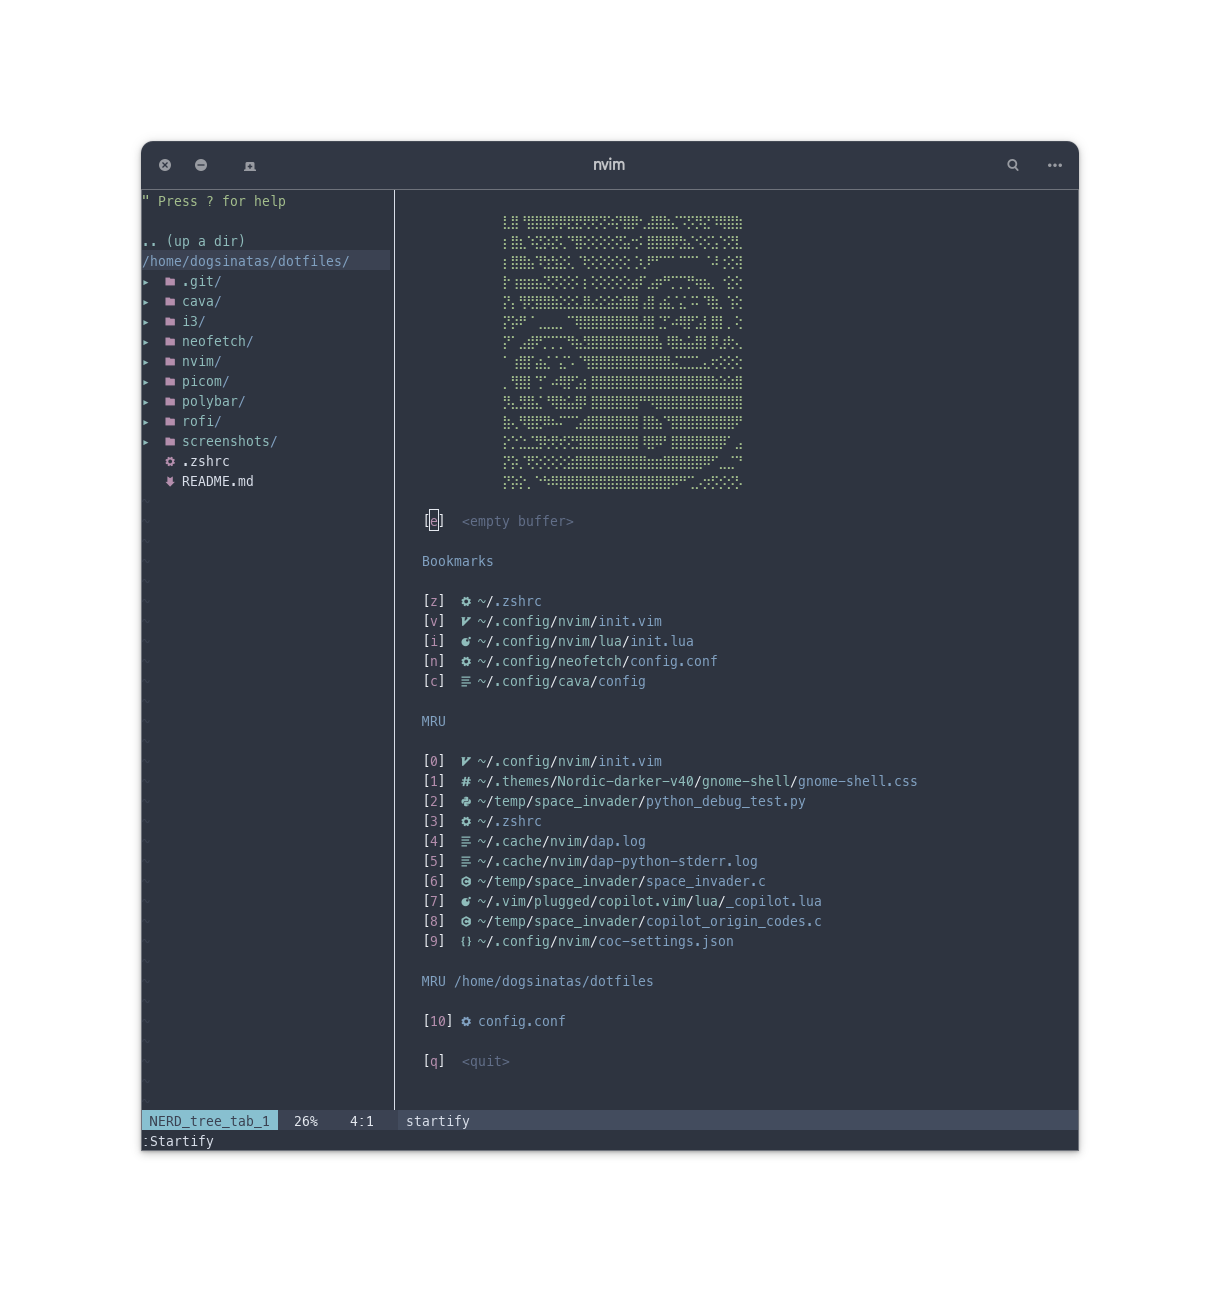 nvim
" Press ? for help
.. (up a dir)
/home/dogsinatas/dotfiles/
.git/
cava/
i3/
neofetch/
nvim/
picom/
polybar/
rofi/
screenshots/
.zshrc
README.md
[e] <empty buffer>
Bookmarks
[z] ~/.zshrc
[v] ~/.config/nvim/init.vim
[i] ~/.config/nvim/lua/init.lua
[n] ~/.config/neofetch/config.conf
[c] ~/.config/cava/config
MRU
[0] ~/.config/nvim/init.vim
[1] ~/.themes/Nordic-darker-v40/gnome-shell/gnome-shell.css
[2] ~/temp/space_invader/python_debug_test.py
[3] ~/.zshrc
[4] ~/.cache/nvim/dap.log
[5] ~/.cache/nvim/dap-python-stderr.log
[6] ~/temp/space_invader/space_invader.c
[7] ~/.vim/plugged/copilot.vim/lua/_copilot.lua
[8] ~/temp/space_invader/copilot_origin_codes.c
[9] ~/.config/nvim/coc-settings.json
MRU /home/dogsinatas/dotfiles
[10] config.conf
[q] <quit>
NERD_tree_tab_1 26% 4:1 startify
:Startify